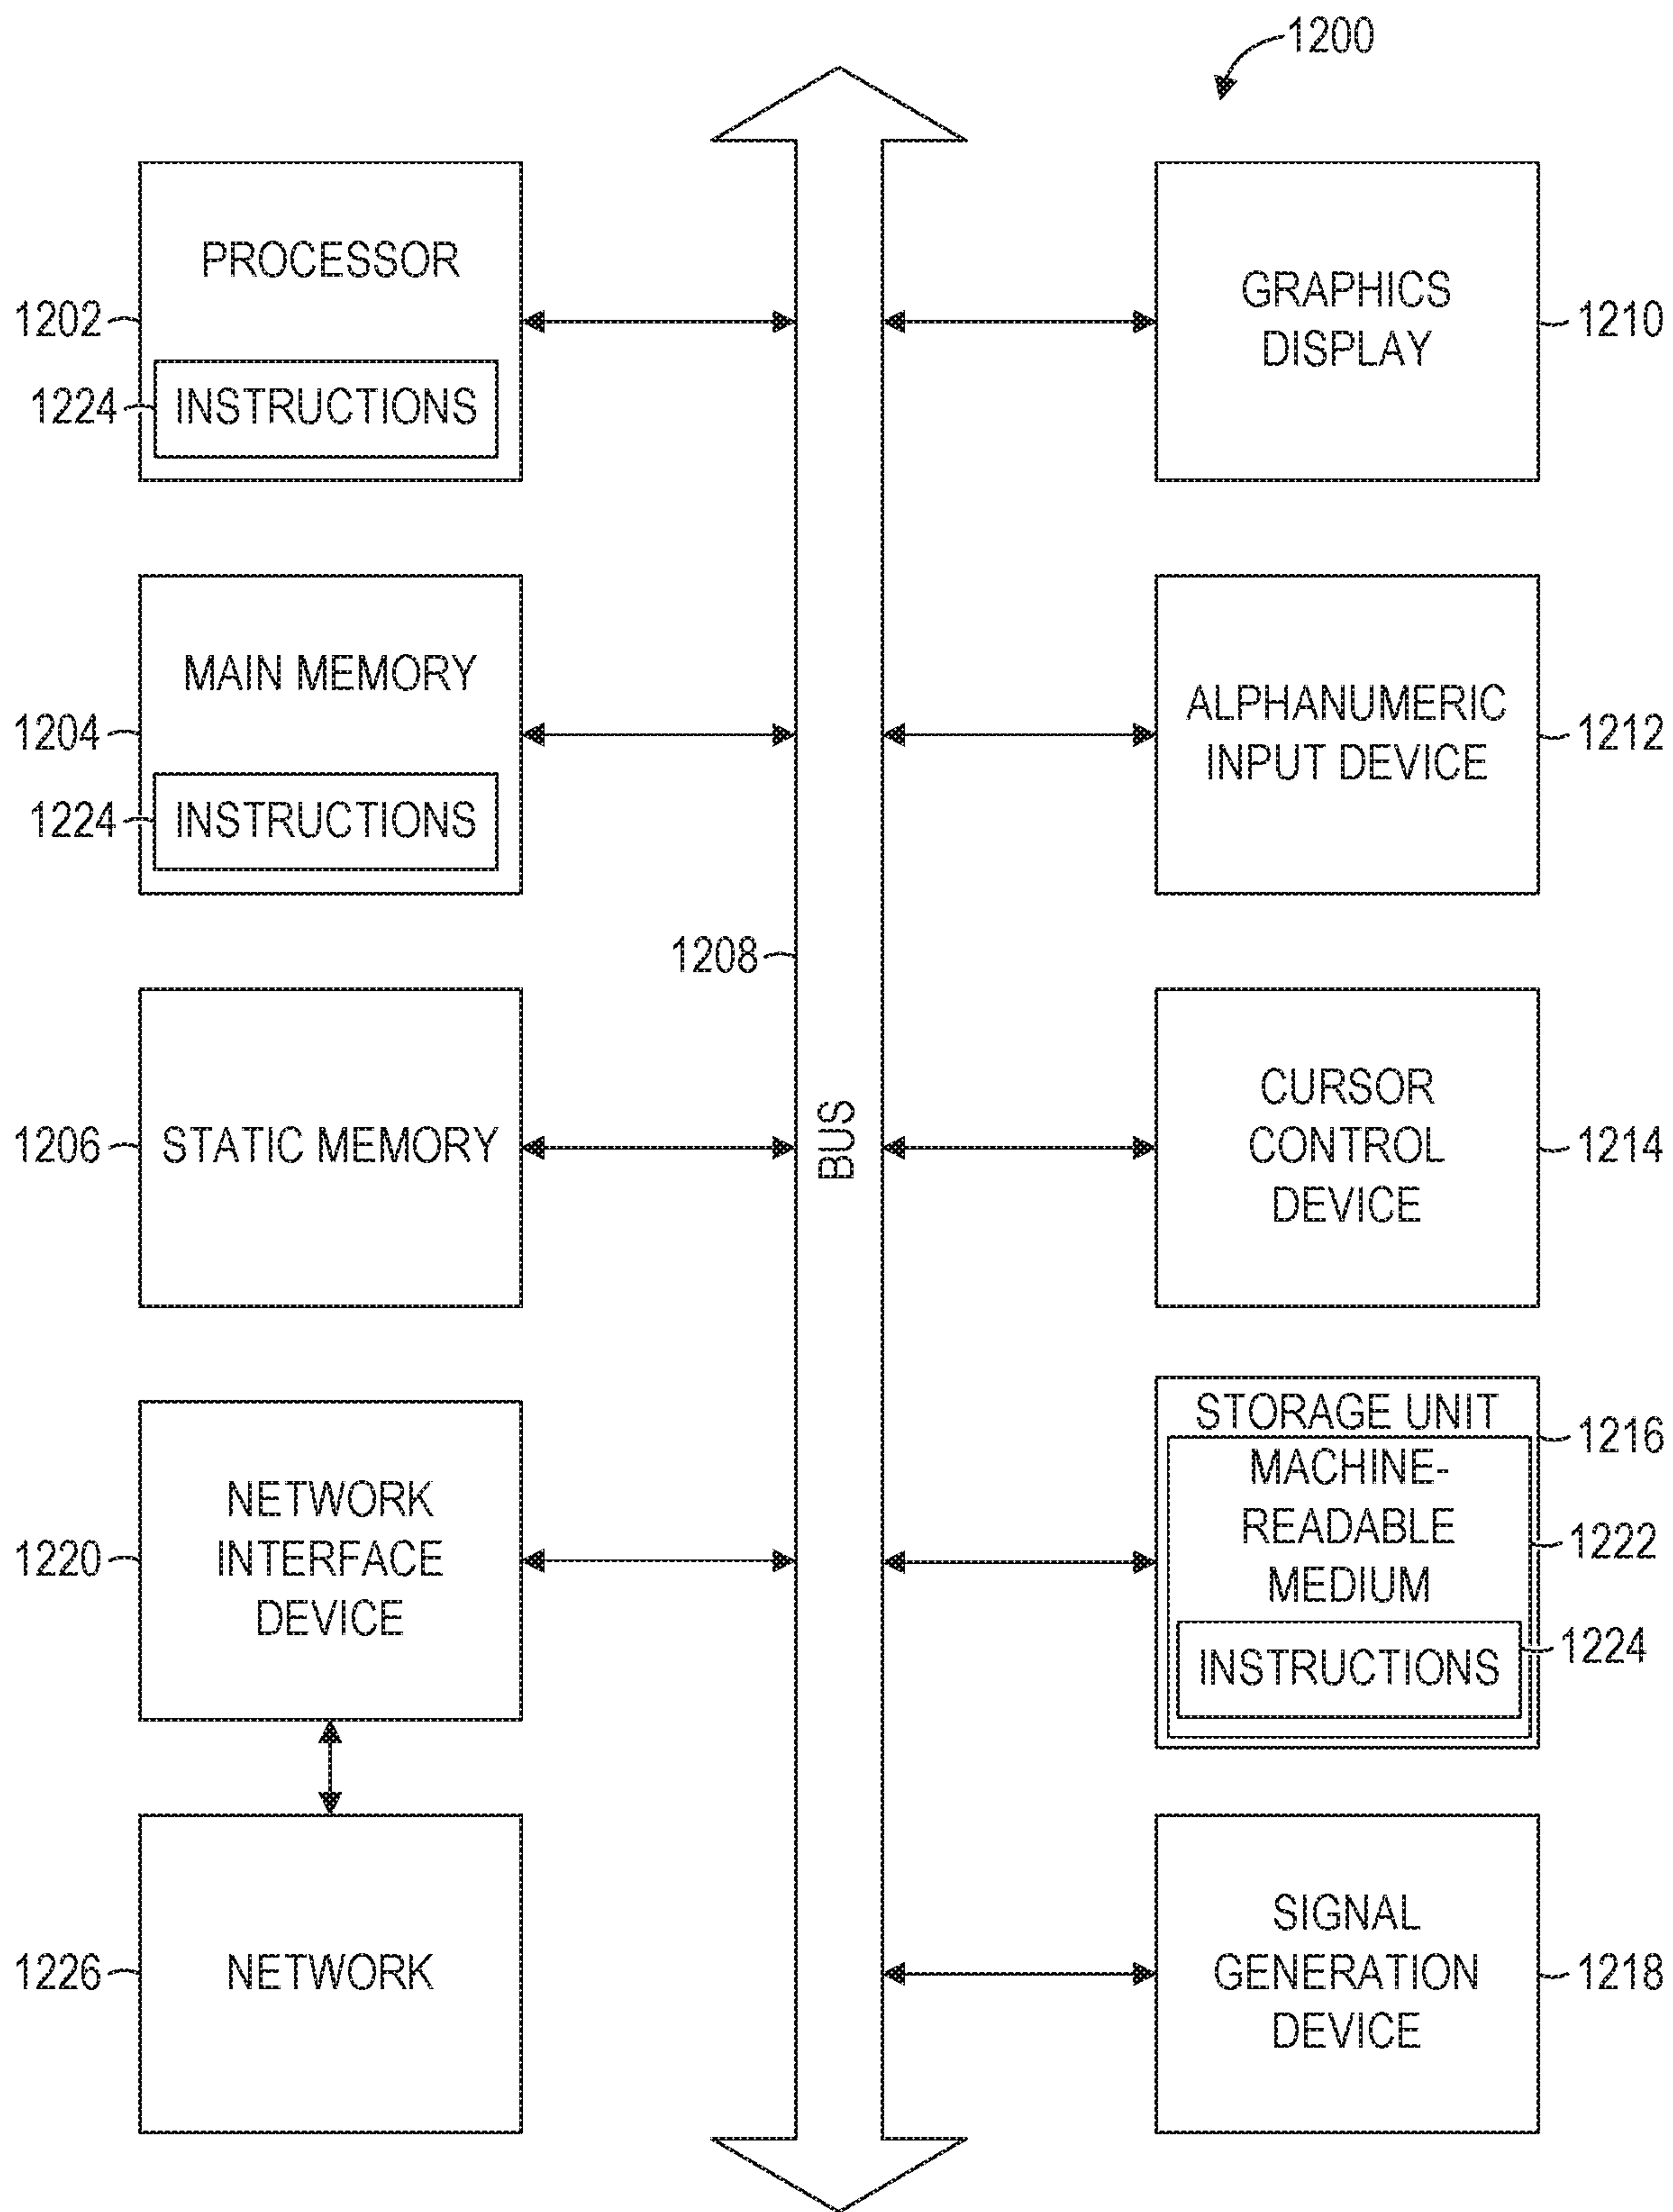 1200
PROCESSOR
1202
1224
INSTRUCTIONS
GRAPHICS
DISPLAY
1210
MAIN MEMORY
1204
1224
INSTRUCTIONS
ALPHANUMERIC
INPUT DEVICE
1212
1208
BUS
1206
STATIC MEMORY
CURSOR
CONTROL
DEVICE
1214
NETWORK
INTERFACE
DEVICE
1220
STORAGE UNIT
1216
MACHINE-
READABLE
MEDIUM
1222
INSTRUCTIONS
1224
1226
NETWORK
SIGNAL
GENERATION
DEVICE
1218